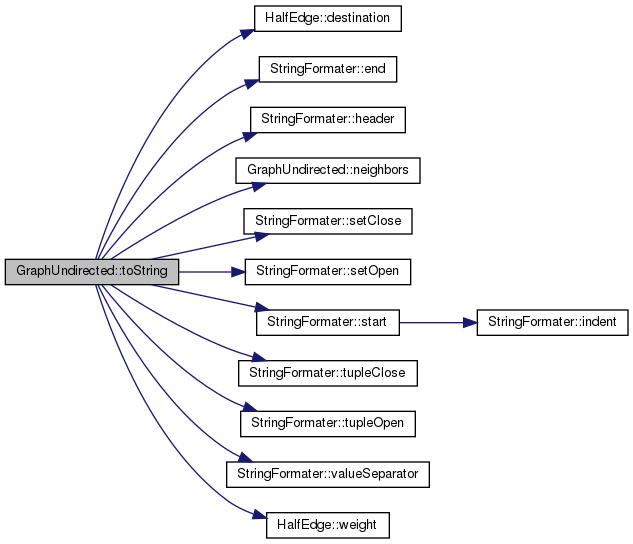 HalfEdge::destination
StringFormater::end
StringFormater::header
GraphUndirected::neighbors
StringFormater::setClose
GraphUndirected::toString
StringFormater::setOpen
StringFormater::start
StringFormater::indent
StringFormater::tupleClose
StringFormater::tupleOpen
StringFormater::valueSeparator
HalfEdge::weight